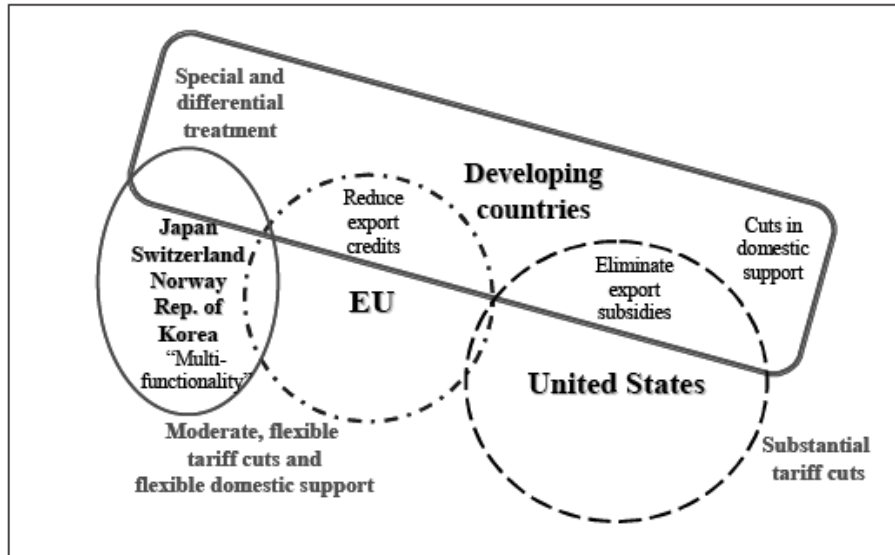 Special and
differential
treatment
Developing
countries
Reduce
export
credits
Cuts in
domestic
support
Japan
Switzerland
Norway
Rep. of
Korea
“Multi-
functionality”
EU
Eliminate
export
subsidies
United States
Moderate, flexible
tariff cuts and
flexible domestic support
Substantial
tariff cuts